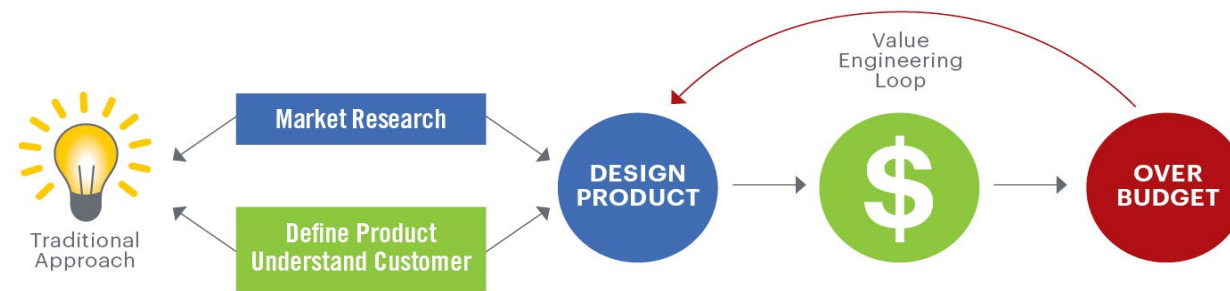 Traditional
Approach
Market Research
Define Product
Understand Customer
DESIGN
PRODUCT
Value
Engineering
Loop
$
OVER
BUDGET